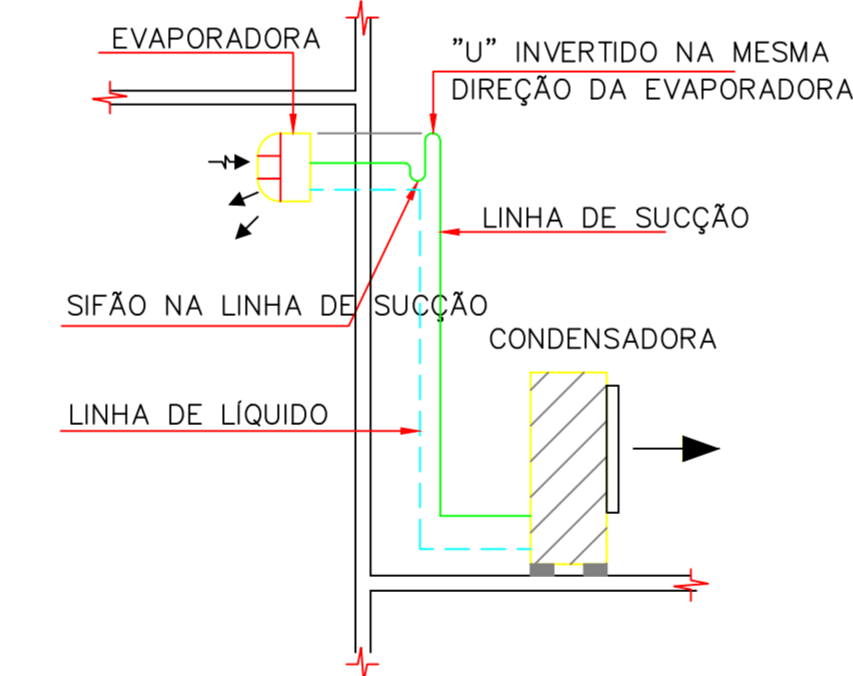 EVAPORADORA
"U" INVERTIDO NA MESMA
DIREÇÃO DA EVAPORADORA
LINHA DE SUCÇÃO
SIFÃO NA LINHA DE SUCÇÃO
CONDENSADORA
LINHA DE LÍQUIDO